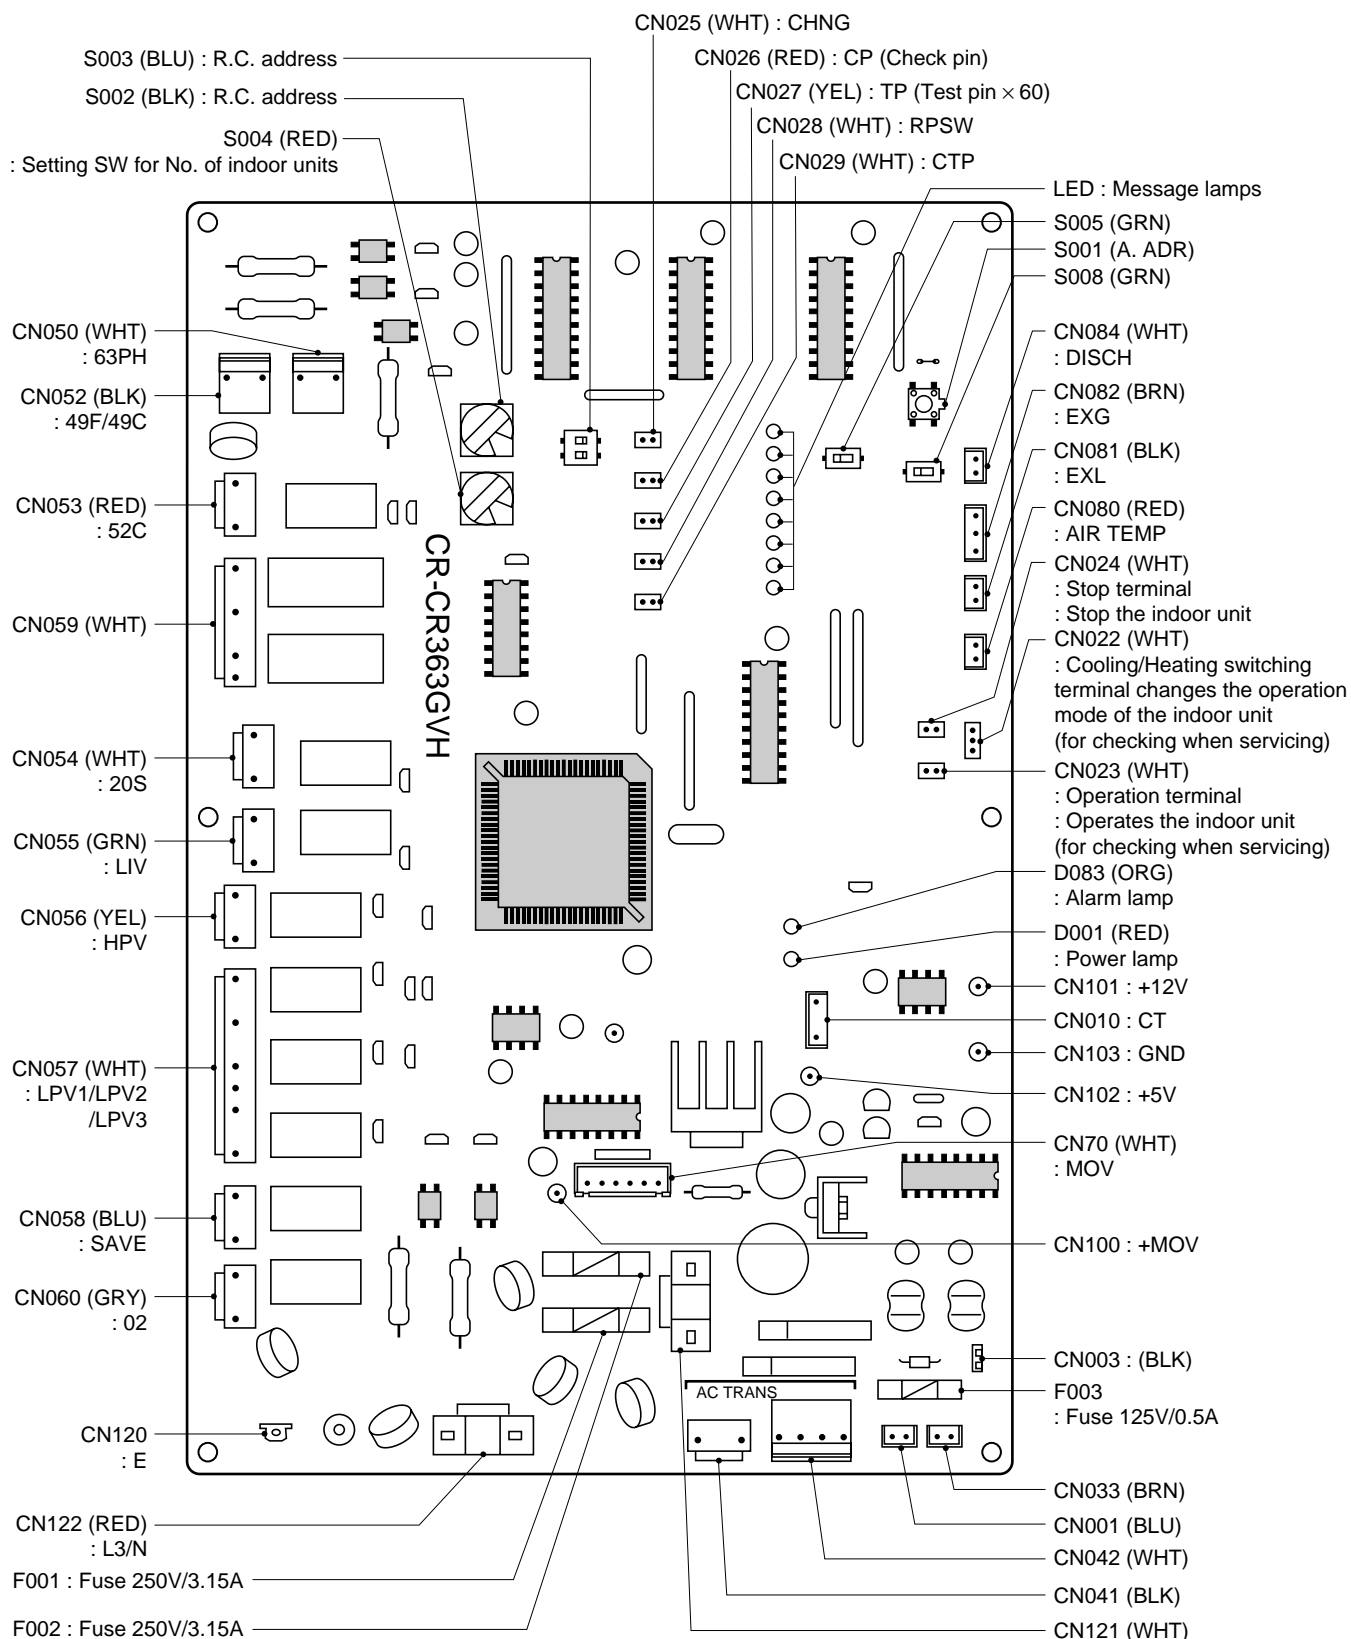 CN025 (WHT) : CHNG
S003 (BLU) : R.C. address
CN026 (RED) : CP (Check pin)
S002 (BLK) : R.C. address
CN027 (YEL) : TP (Test pin × 60)
S004 (RED)
: Setting SW for No. of indoor units
CN028 (WHT) : RPSW
CN029 (WHT) : CTP
LED : Message lamps
S005 (GRN)
S001 (A. ADR)
S008 (GRN)
CN050 (WHT)
: 63PH
CN052 (BLK)
: 49F/49C
CN053 (RED)
: 52C
CN059 (WHT)
CN054 (WHT)
: 20S
CN055 (GRN)
: LIV
CN056 (YEL)
: HPV
CN057 (WHT)
: LPV1/LPV2
/LPV3
CN058 (BLU)
: SAVE
CN060 (GRY)
: 02
CN120
: E
CN122 (RED)
: L3/N
F001 : Fuse 250V/3.15A
F002 : Fuse 250V/3.15A
CR-CR363GVH
AC TRANS
CN084 (WHT)
: DISCH
CN082 (BRN)
: EXG
CN081 (BLK)
: EXL
CN080 (RED)
: AIR TEMP
CN024 (WHT)
: Stop terminal
: Stop the indoor unit
CN022 (WHT)
: Cooling/Heating switching
terminal changes the operation
mode of the indoor unit
(for checking when servicing)
CN023 (WHT)
: Operation terminal
: Operates the indoor unit
(for checking when servicing)
D083 (ORG)
: Alarm lamp
D001 (RED)
: Power lamp
CN101 : +12V
CN010 : CT
CN103 : GND
CN102 : +5V
CN70 (WHT)
: MOV
CN100 : +MOV
CN003 : (BLK)
F003
: Fuse 125V/0.5A
CN033 (BRN)
CN001 (BLU)
CN042 (WHT)
CN041 (BLK)
CN121 (WHT)